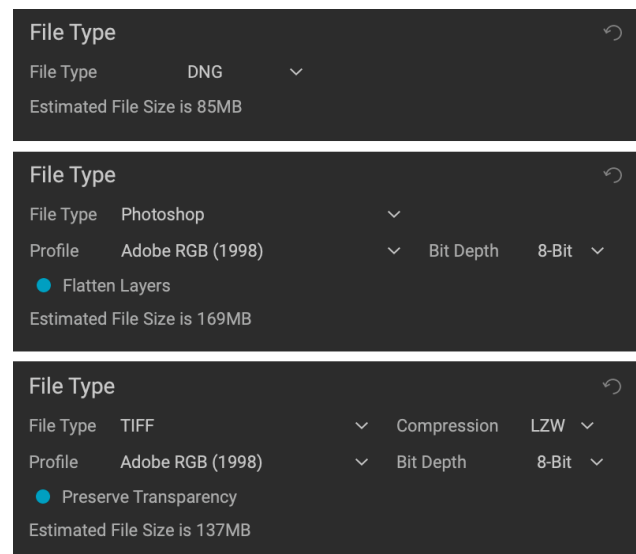 File Type
File Type DNG
Estimated File Size is 85MB
File Type
File Type Photoshop
Profile Adobe RGB (1998) Bit Depth 8-Bit
Flatten Layers
Estimated File Size is 169MB
File Type
File Type TIFF Compression LZW
Profile Adobe RGB (1998) Bit Depth 8-Bit
Preserve Transparency
Estimated File Size is 137MB